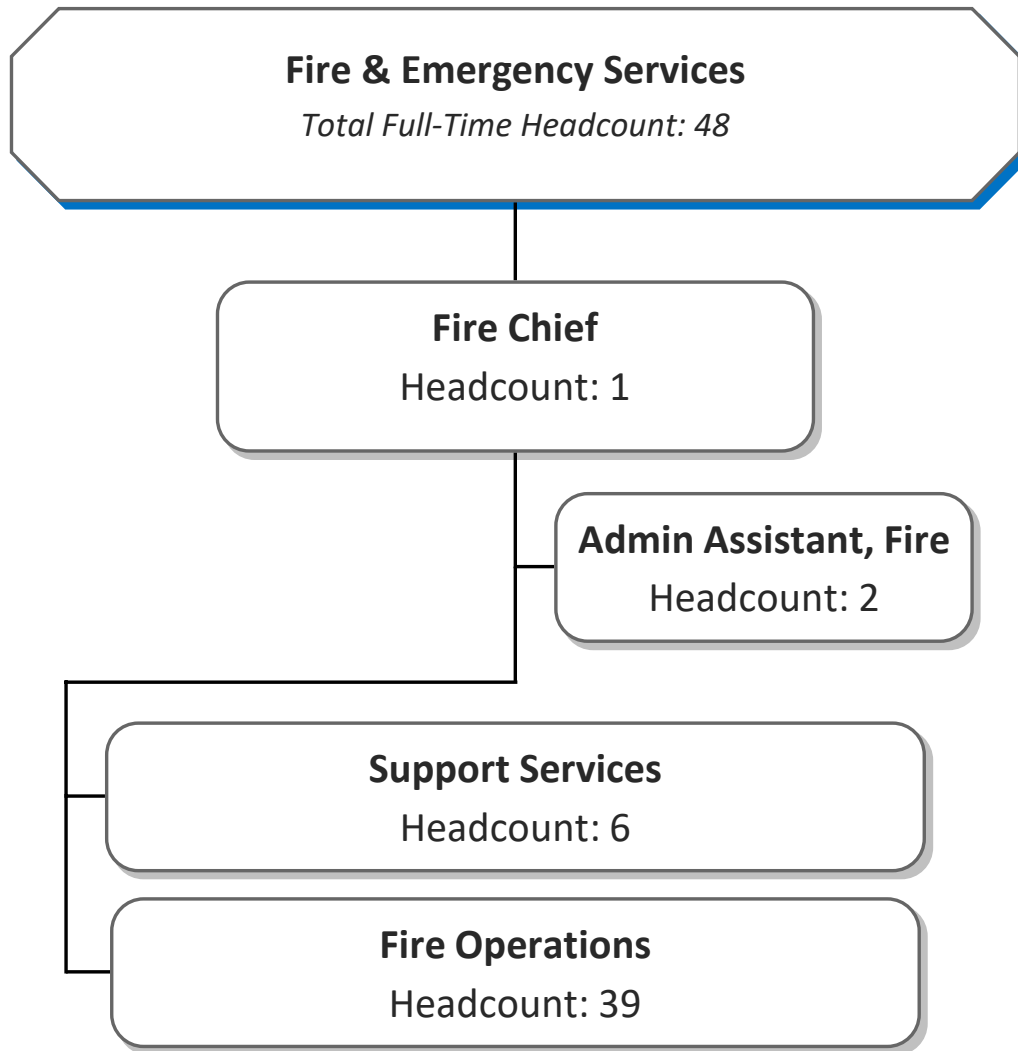 Fire & Emergency Services
Total Full-Time Headcount: 48
Fire Chief
Headcount: 1
Admin Assistant, Fire
Headcount: 2
Support Services
Headcount: 6
Fire Operations
Headcount: 39